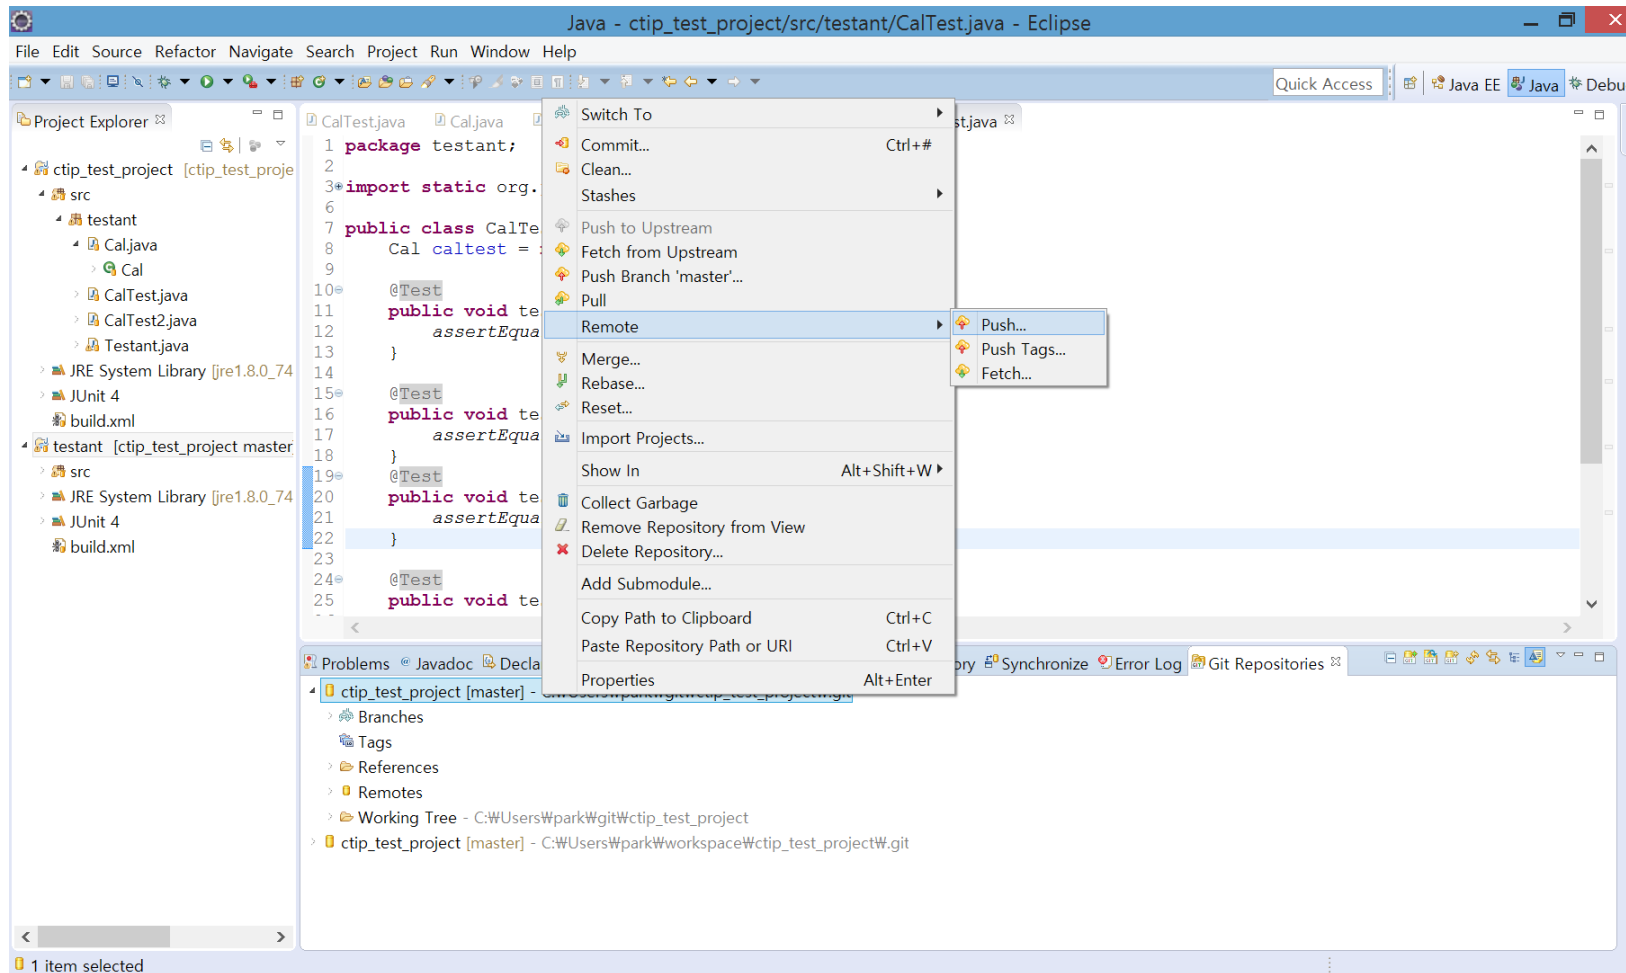 Java - ctip_test_project/src/testant/CalTest.java - Eclipse
File Edit Source Refactor Navigate Search Project Run Window Help
Quick Access
Java EE
Java
Debu
Project Explorer
ctip_test_project [ctip_test_proje
src
testant
Cal.java
Cal
CalTest.java
CalTest2.java
Testant.java
JRE System Library [jre1.8.0_74
JUnit 4
build.xml
testant [ctip_test_project master]
src
JRE System Library [jre1.8.0_74
JUnit 4
build.xml
CalTest.java
Cal.java
st.java
1 package testant;
2
3 import static org.
6
7 public class CalTe
8 Cal caltest =
9
10 @Test
11 public void te
12 assertEqua
13 }
14
15 @Test
16 public void te
17 assertEqua
18 }
19 @Test
20 public void te
21 assertEqua
22 }
23
24 @Test
25 public void te
Switch To
Commit... Ctrl+#
Clean...
Stashes
Push to Upstream
Fetch from Upstream
Push Branch 'master'...
Pull
Remote
Merge...
Rebase...
Reset...
Import Projects...
Show In Alt+Shift+W
Collect Garbage
Remove Repository from View
Delete Repository...
Add Submodule...
Copy Path to Clipboard Ctrl+C
Paste Repository Path or URI Ctrl+V
Properties Alt+Enter
Push...
Push Tags...
Fetch...
Problems
Javadoc
Decla
ory
Synchronize
Error Log
Git Repositories
ctip_test_project [master] - C:₩Users₩park₩git₩ctip_test_project₩.git
Branches
Tags
References
Remotes
Working Tree - C:₩Users₩park₩git₩ctip_test_project
ctip_test_project [master] - C:₩Users₩park₩workspace₩ctip_test_project₩.git
1 item selected